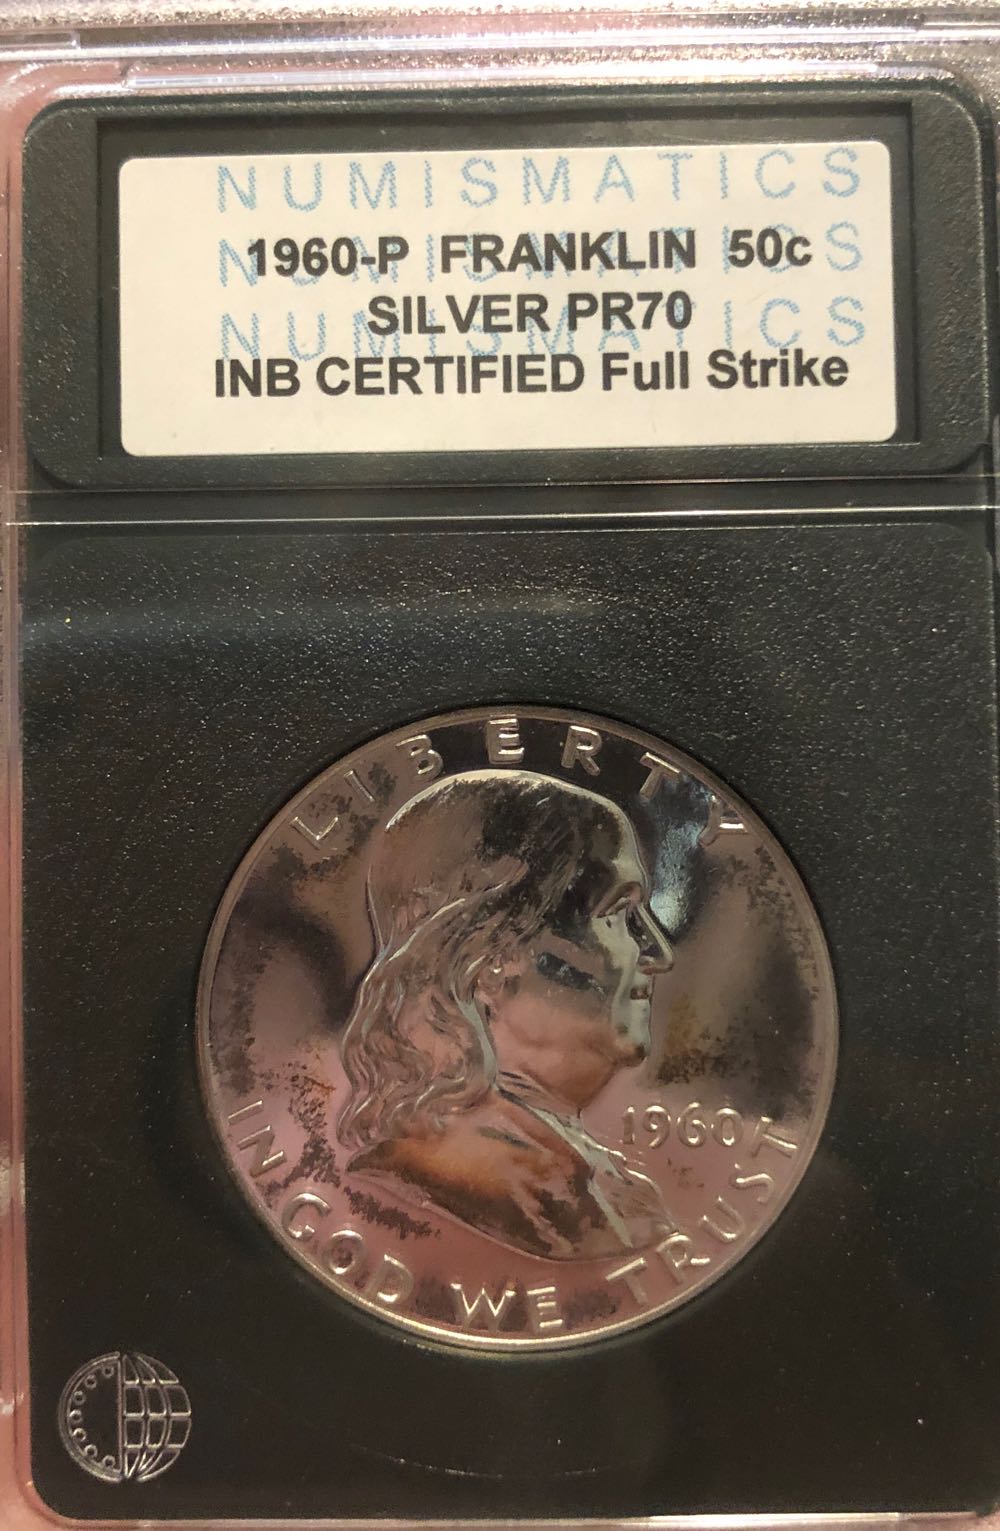 NUMISMATICS
NUMISMATICS
1960-P FRANKLIN 50c
SILVER PR70
NUMISMATICS
INB CERTIFIED Full Strike
LIBERTY
1960
IN GOD WE TRUST